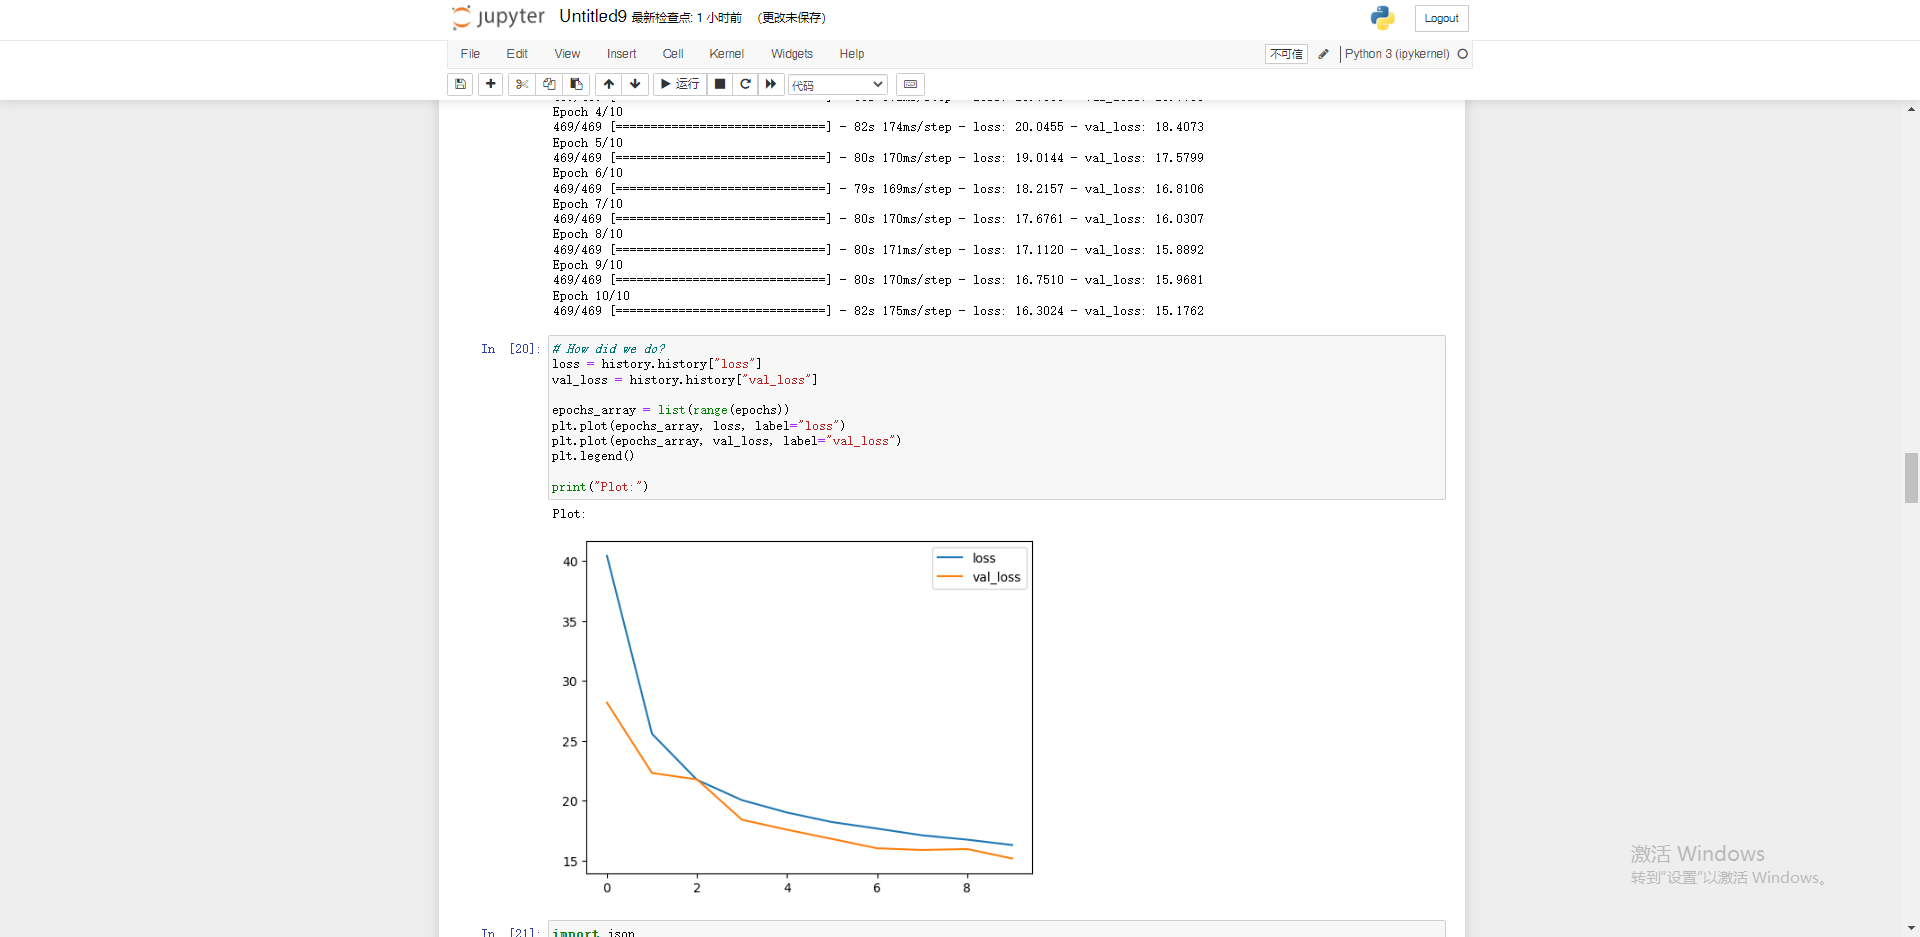 jupyter Untitled9 最新检查点: 1 小时前 (更改未保存) Logout
File Edit View Insert Cell Kernel Widgets Help 不可信 Python 3 (ipykernel)
运行 代码
Epoch 4/10
469/469 [==============================] - 82s 174ms/step - loss: 20.0455 - val_loss: 18.4073
Epoch 5/10
469/469 [==============================] - 80s 170ms/step - loss: 19.0144 - val_loss: 17.5799
Epoch 6/10
469/469 [==============================] - 79s 169ms/step - loss: 18.2157 - val_loss: 16.8106
Epoch 7/10
469/469 [==============================] - 80s 170ms/step - loss: 17.6761 - val_loss: 16.0307
Epoch 8/10
469/469 [==============================] - 80s 171ms/step - loss: 17.1120 - val_loss: 15.8892
Epoch 9/10
469/469 [==============================] - 80s 170ms/step - loss: 16.7510 - val_loss: 15.9681
Epoch 10/10
469/469 [==============================] - 82s 175ms/step - loss: 16.3024 - val_loss: 15.1762
In [20]: # How did we do?
loss = history.history["loss"]
val_loss = history.history["val_loss"]
epochs_array = list(range(epochs))
plt.plot(epochs_array, loss, label="loss")
plt.plot(epochs_array, val_loss, label="val_loss")
plt.legend()
print("Plot:")
Plot:
loss
val_loss
40
35
30
25
20
15
0 2 4 6 8
激活 Windows
转到“设置”以激活 Windows。
In [21]: import json